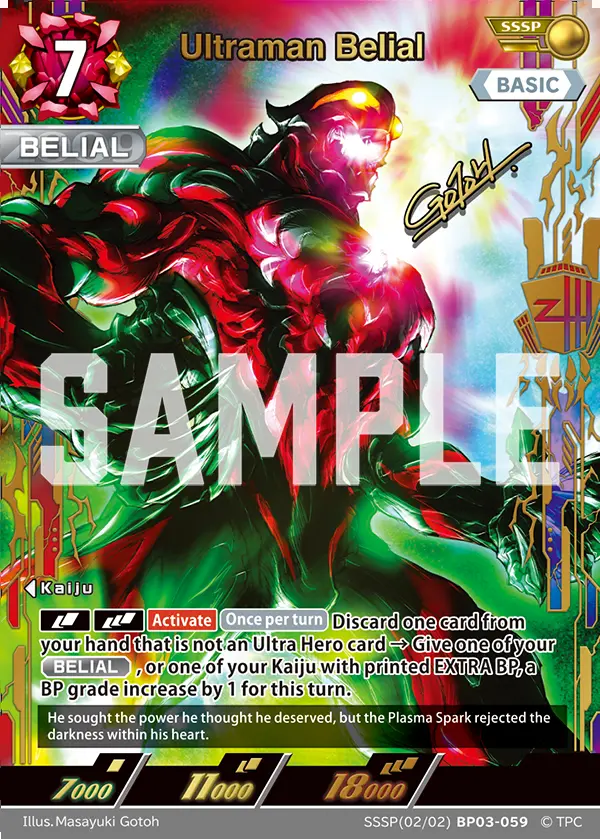 7
Ultraman Belial
SSSP
BASIC
BELIAL
Gotoh
SAMPLE
Kaiju
Activate Once per turn Discard one card from
your hand that is not an Ultra Hero card → Give one of your
BELIAL , or one of your Kaiju with printed EXTRA BP, a
BP grade increase by 1 for this turn.
He sought the power he thought he deserved, but the Plasma Spark rejected the
darkness within his heart.
7000 11000 18000
Illus.Masayuki Gotoh SSSP(02/02) BP03-059 © TPC